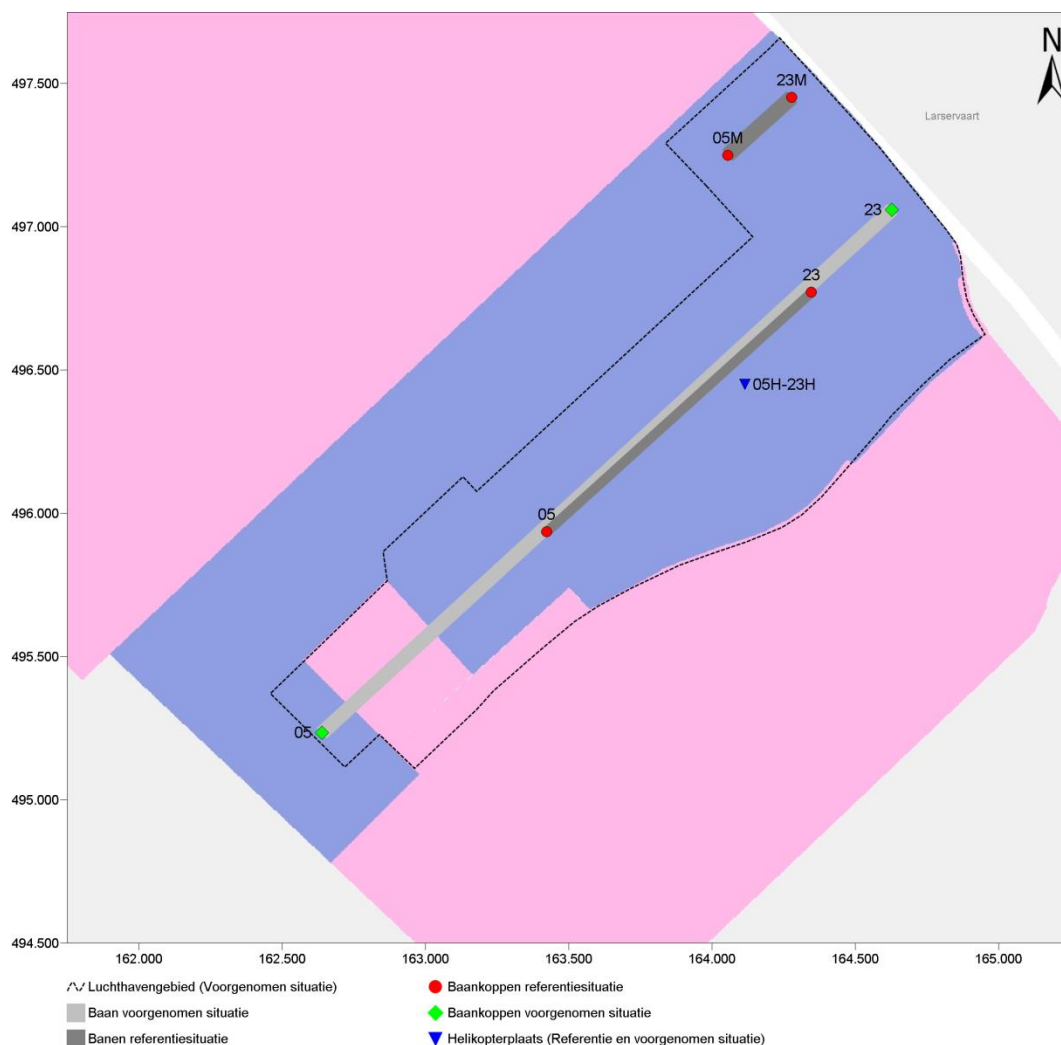 N
497.500
23M
Larservaart
05M
23
497.000
23
496.500
05H-23H
05
496.000
495.500
05
495.000
494.500
162.000 162.500 163.000 163.500 164.000 164.500 165.000
Luchthavengebied (Voorgenomen situatie)
Baankoppen referentiesituatie
Baan voorgenomen situatie
Baankoppen voorgenomen situatie
Banen referentiesituatie
Helikopterplaats (Referentie en voorgenomen situatie)